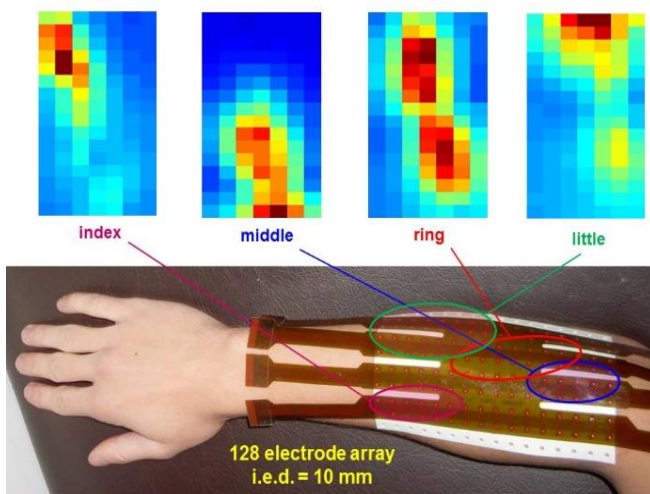 index
middle
ring
little
128 electrode array
i.e.d. = 10 mm